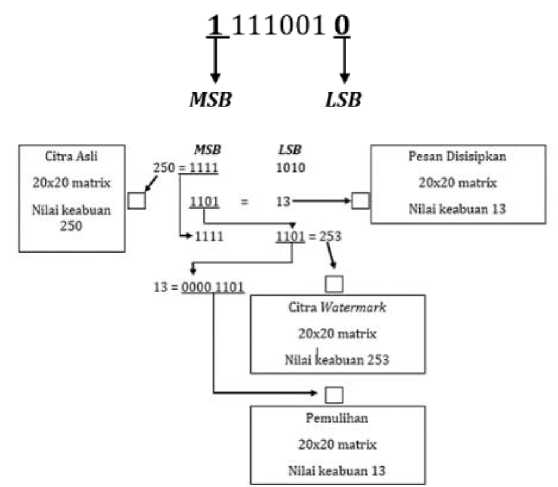 1 111001 0
MSB LSB
MSB LSB
Citra Asli
20x20 matrix
Nilai keabuan
250
250 = 1111 1010
1101 = 13
1111 1101 = 253
13 = 0000 1101
Pesan Disisipkan
20x20 matrix
Nilai keabuan 13
Citra Watermark
20x20 matrix
Nilai keabuan 253
Pemulihan
20x20 matrix
Nilai keabuan 13